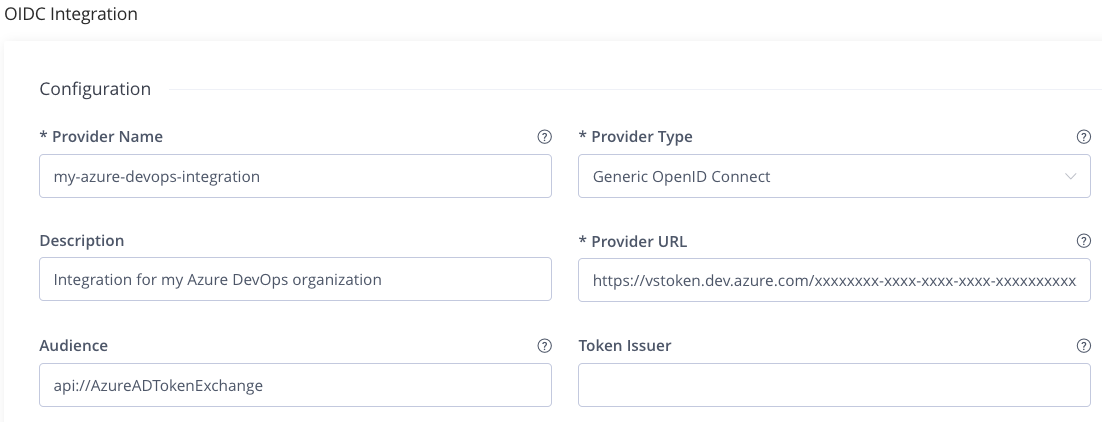 OIDC Integration
Configuration
* Provider Name
* Provider Type
my-azure-devops-integration
Generic OpenID Connect
Description
* Provider URL
Integration for my Azure DevOps organization
https://vstoken.dev.azure.com/xxxxxxxx-xxxx-xxxx-xxxx-xxxxxxxxxx
Audience
Token Issuer
api://AzureADTokenExchange